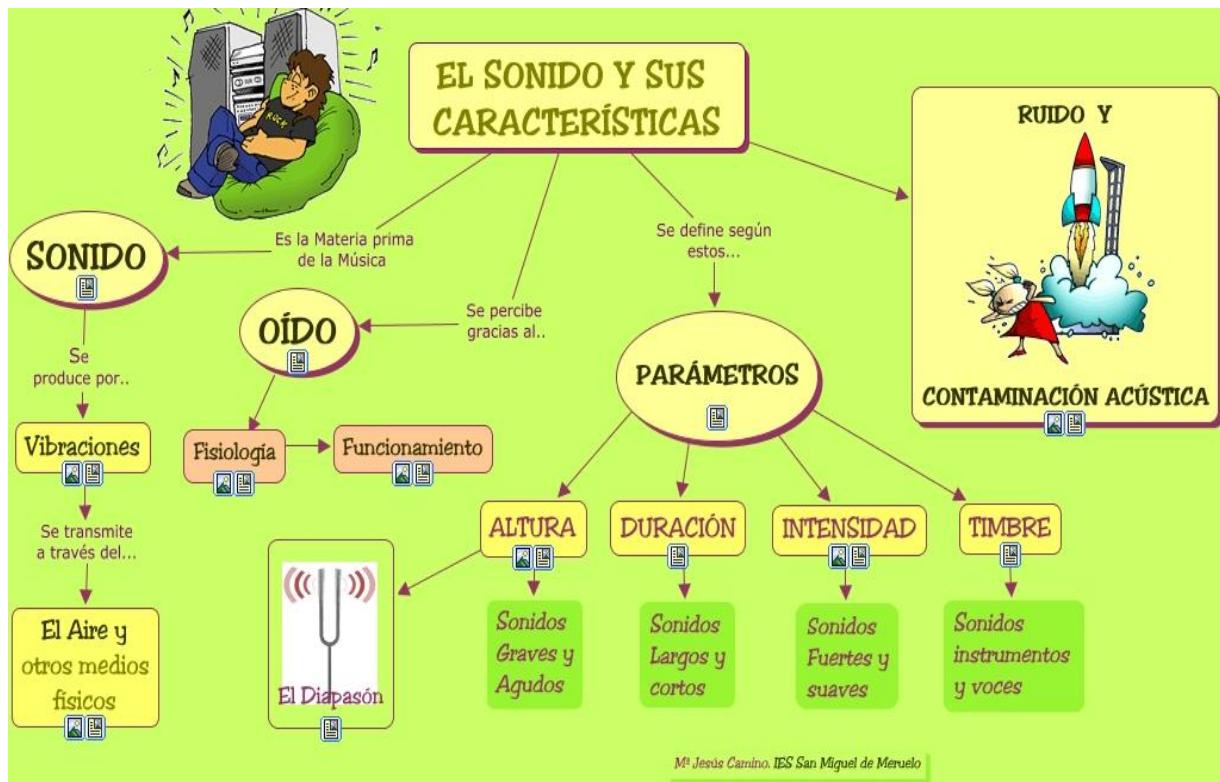 EL SONIDO Y SUS
CARACTERÍSTICAS
ROCK
RUIDO Y
CONTAMINACIÓN ACÚSTICA
Es la Materia prima
de la Música
SONIDO
Se
produce por..
Vibraciones
Se transmite
a través del...
El Aire y
otros medios
físicos
Se percibe
gracias al..
OÍDO
Fisiología
Funcionamiento
Se define según
estos...
PARÁMETROS
ALTURA
DURACIÓN
INTENSIDAD
TIMBRE
El Diapasón
Sonidos
Graves y
Agudos
Sonidos
Largos y
cortos
Sonidos
Fuertes y
suaves
Sonidos
instrumentos
y voces
Mª Jesús Camino. IES San Miguel de Meruelo